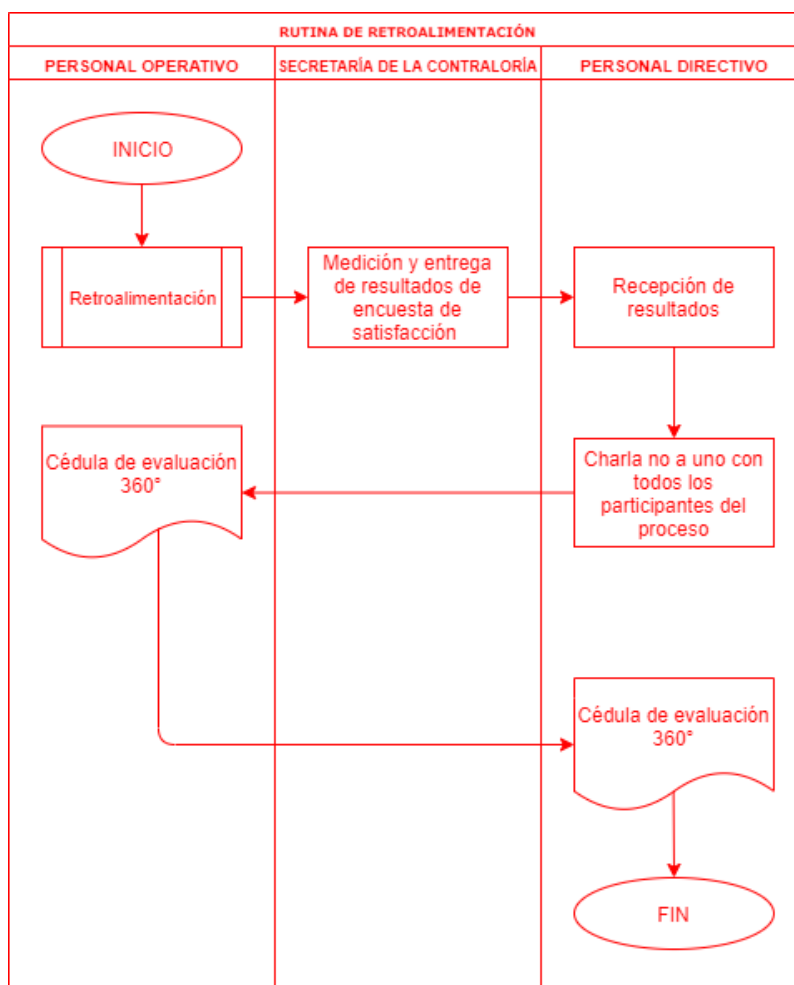 RUTINA DE RETROALIMENTACIÓN
PERSONAL OPERATIVO
SECRETARÍA DE LA CONTRALORÍA
PERSONAL DIRECTIVO
INICIO
Retroalimentación
Medición y entrega
de resultados de
encuesta de
satisfacción
Recepción de
resultados
Charla no a uno con
todos los
participantes del
proceso
Cédula de evaluación
360°
Cédula de evaluación
360°
FIN